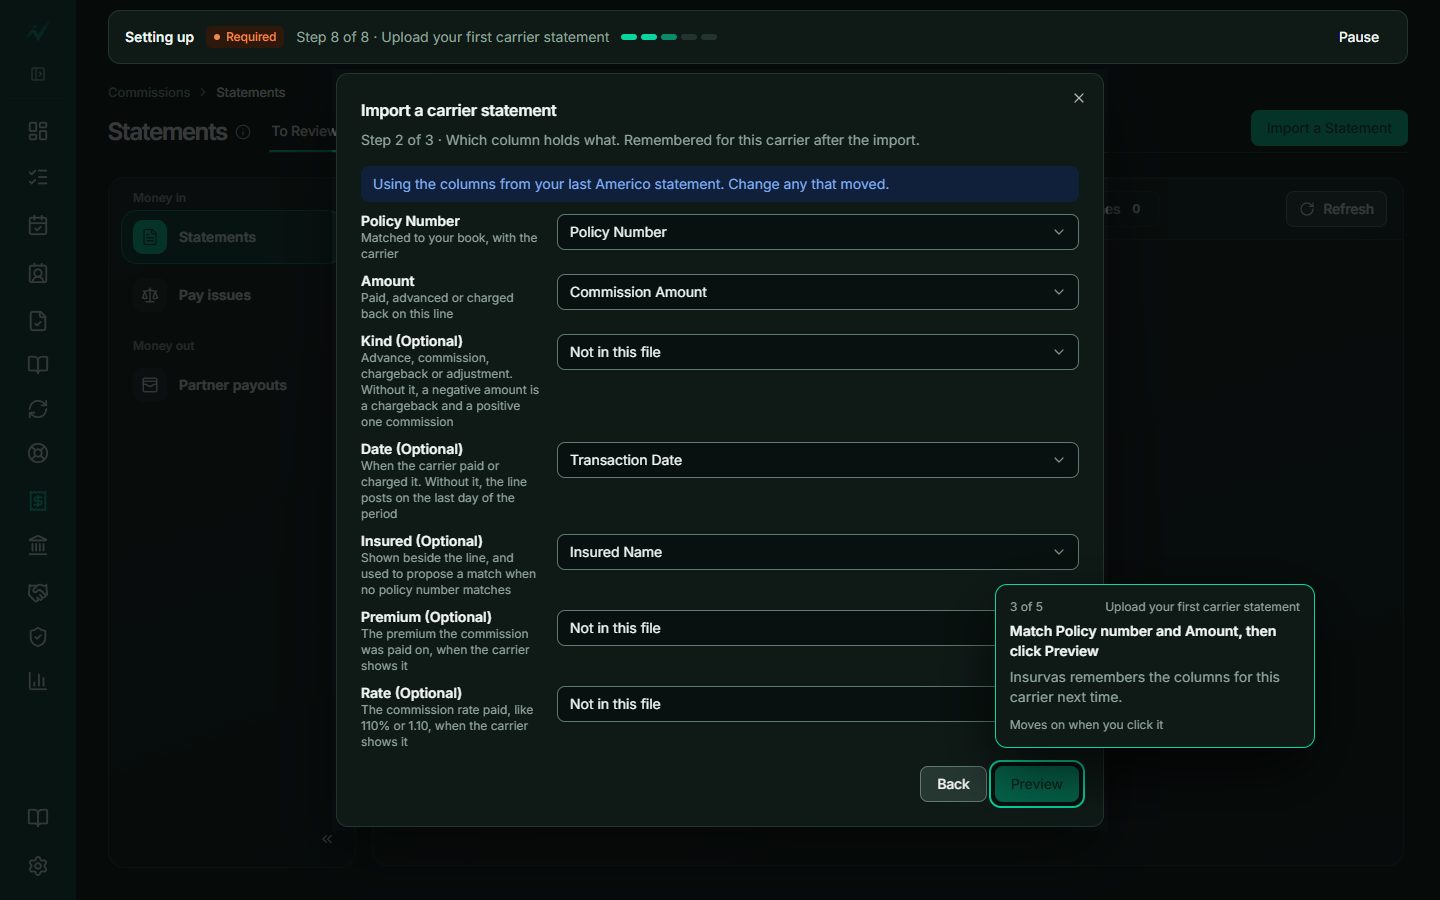 Setting up
Required
Step 8 of 8 · Upload your first carrier statement
Pause
Commissions
Statements
Statements
To Review
Import a Statement
Money in
Statements
Pay issues
Money out
Partner payouts
0
Refresh
Import a carrier statement
Step 2 of 3 · Which column holds what. Remembered for this carrier after the import.
Using the columns from your last Americo statement. Change any that moved.
Policy Number
Matched to your book, with the
carrier
Policy Number
Amount
Paid, advanced or charged
back on this line
Commission Amount
Kind (Optional)
Advance, commission,
chargeback or adjustment.
Without it, a negative amount is
a chargeback and a positive
one commission
Not in this file
Date (Optional)
When the carrier paid or
charged it. Without it, the line
posts on the last day of the
period
Transaction Date
Insured (Optional)
Shown beside the line, and
used to propose a match when
no policy number matches
Insured Name
Premium (Optional)
The premium the commission
was paid on, when the carrier
shows it
Not in this file
Rate (Optional)
The commission rate paid, like
110% or 1.10, when the carrier
shows it
Not in this file
3 of 5
Upload your first carrier statement
Match Policy number and Amount, then
click Preview
Insurvas remembers the columns for this
carrier next time.
Moves on when you click it
Back
Preview